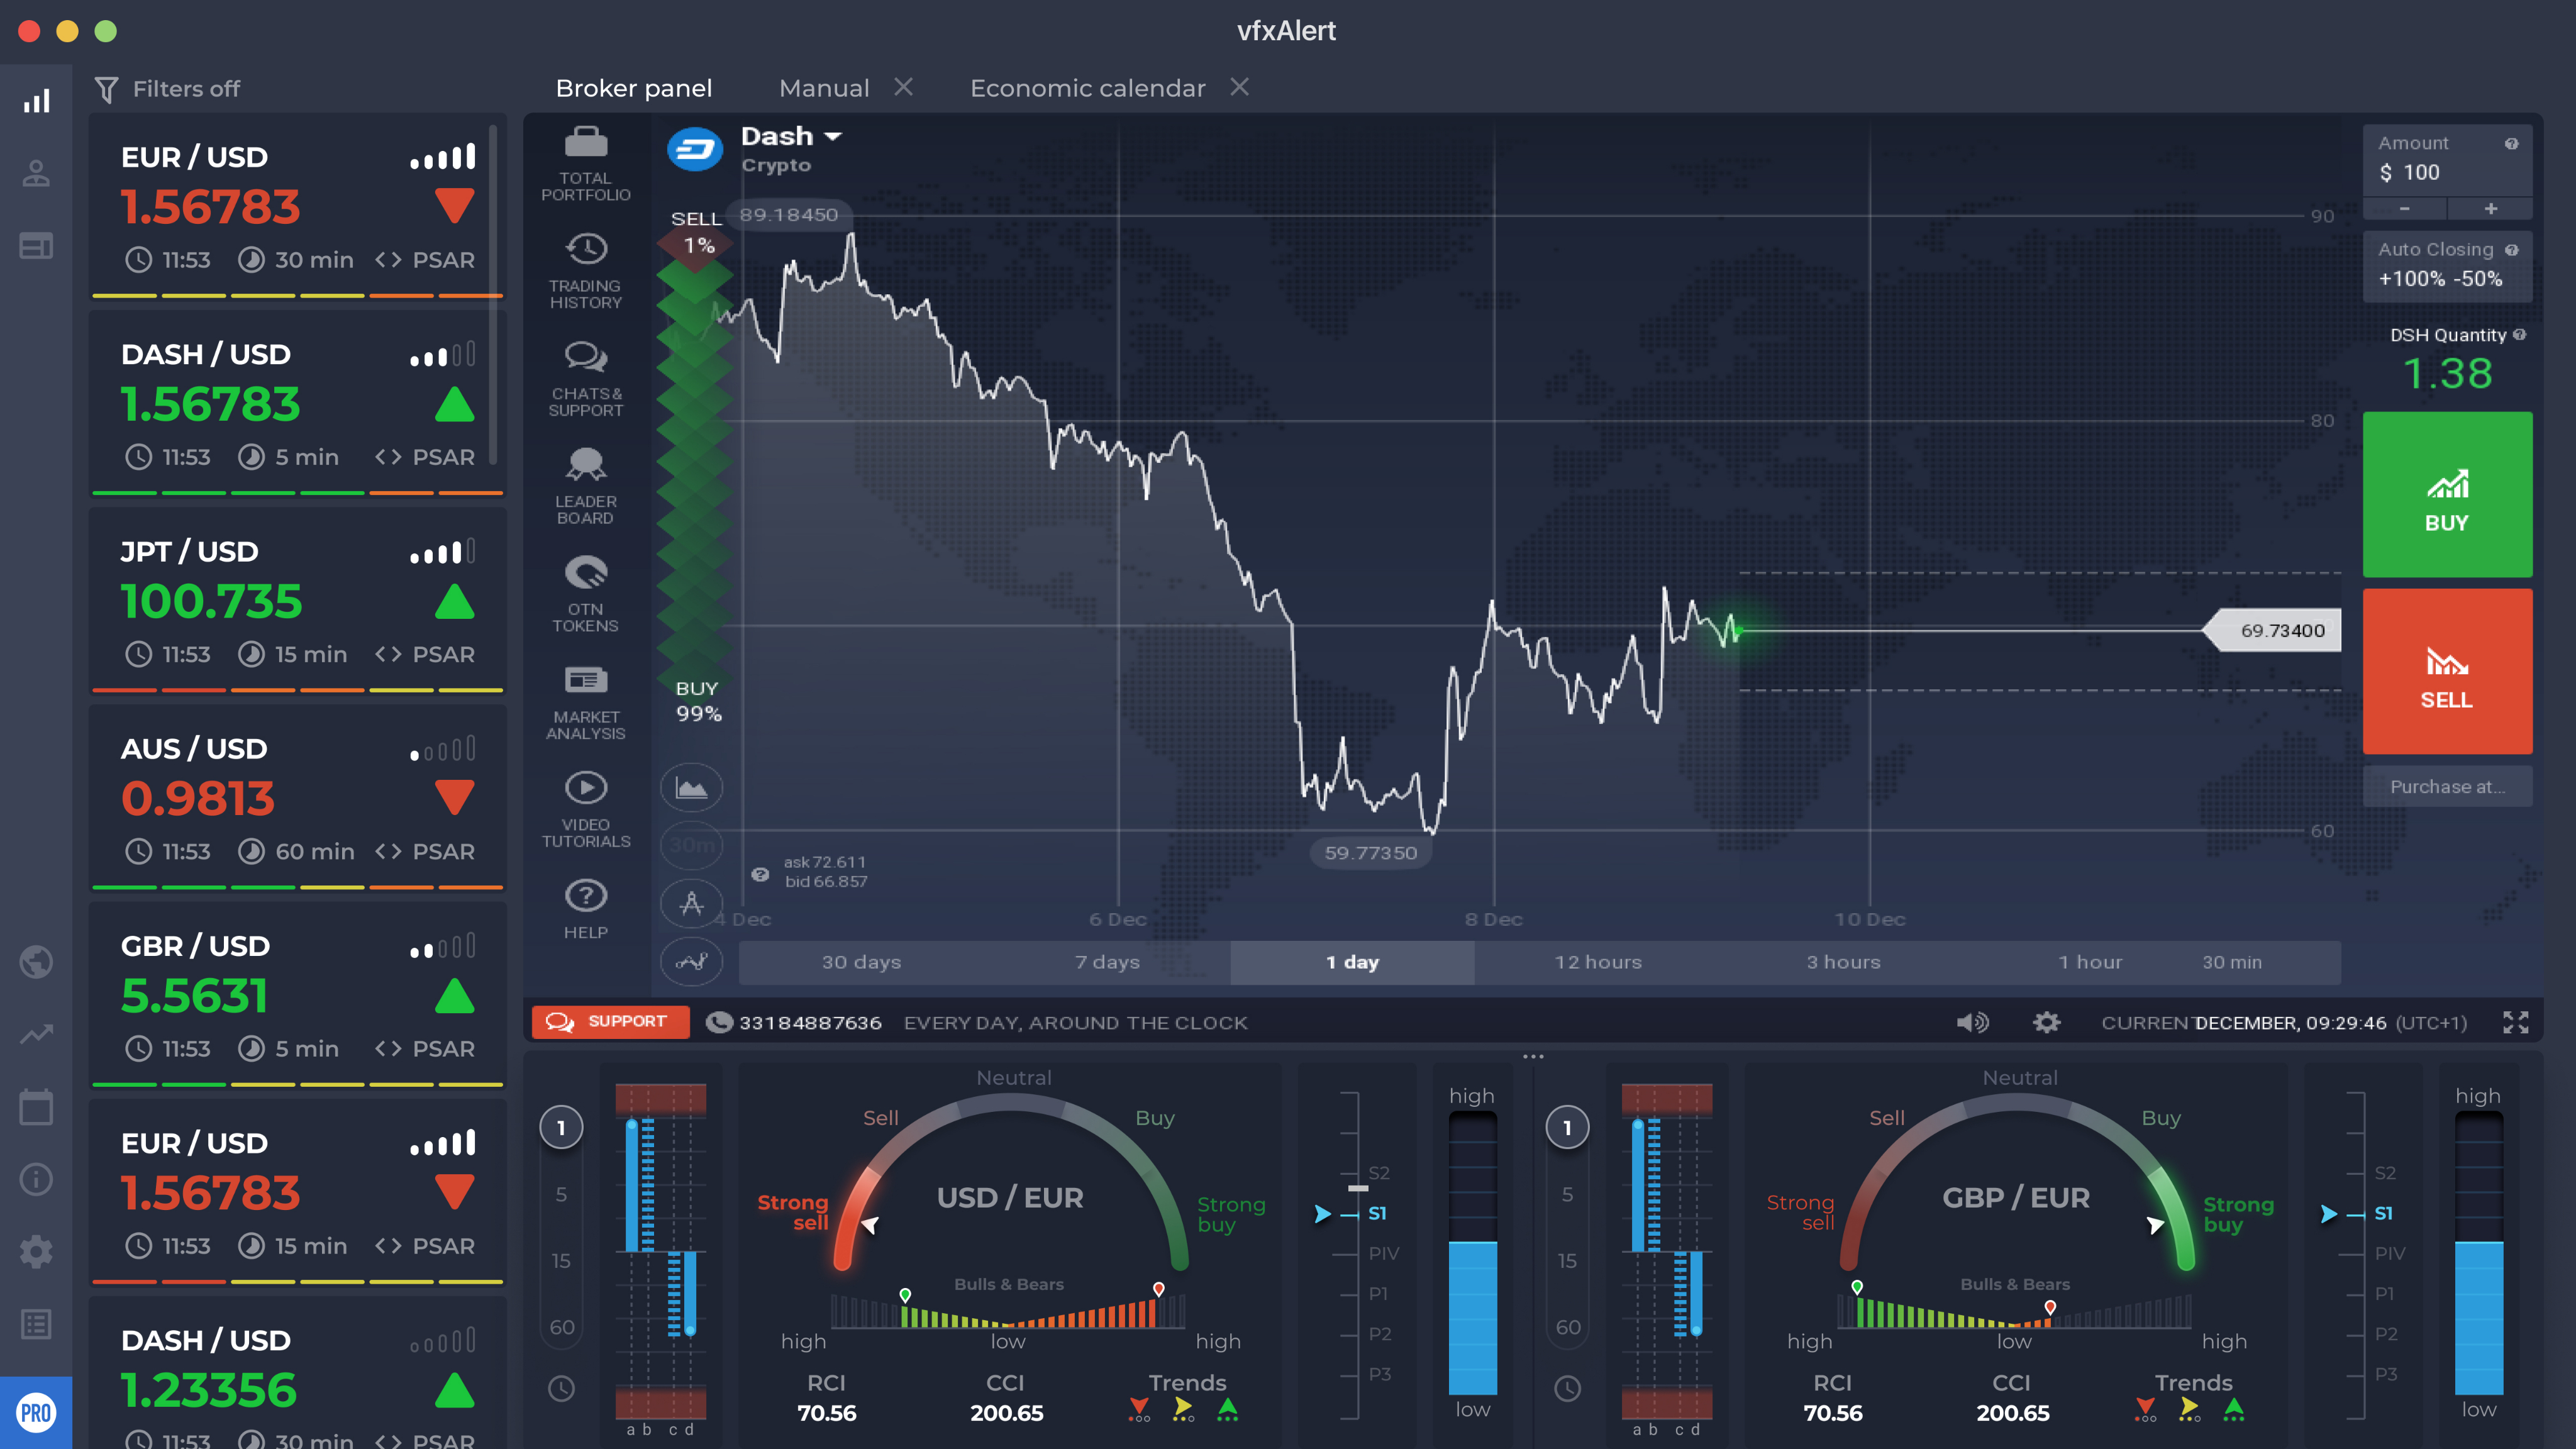 vfxAlert
Filters off
Broker panel
Manual
Economic calendar
EUR / USD
1.56783
11:53 30 min <> PSAR
DASH / USD
1.56783
11:53 5 min <> PSAR
JPT / USD
100.735
11:53 15 min <> PSAR
AUS / USD
0.9813
11:53 60 min <> PSAR
GBR / USD
5.5631
11:53 5 min <> PSAR
EUR / USD
1.56783
11:53 15 min <> PSAR
DASH / USD
1.23356
11:53 30 min <> PSAR
PRO
TOTAL
PORTFOLIO
TRADING
HISTORY
CHATS &
SUPPORT
LEADER
BOARD
OTN
TOKENS
MARKET
ANALYSIS
VIDEO
TUTORIALS
HELP
Dash
Crypto
SELL
1%
89.18450
BUY
99%
30m
ask 72.611
bid 66.857
59.77350
90
80
60
69.73400
4 Dec
6 Dec
8 Dec
10 Dec
30 days
7 days
1 day
12 hours
3 hours
1 hour
30 min
Amount
$ 100
- +
Auto Closing
+100% -50%
DSH Quantity
1.38
BUY
SELL
Purchase at...
SUPPORT
33184887636
EVERY DAY, AROUND THE CLOCK
CURRENT
DECEMBER, 09:29:46 (UTC+1)
1
5
15
60
a b c d
Neutral
Sell
Buy
Strong
sell
USD / EUR
Strong
buy
Bulls & Bears
high
low
high
RCI
70.56
CCI
200.65
Trends
S2
S1
PIV
P1
P2
P3
high
low
1
5
15
60
a b c d
Neutral
Sell
Buy
Strong
sell
GBP / EUR
Strong
buy
Bulls & Bears
high
low
high
RCI
70.56
CCI
200.65
Trends
S2
S1
PIV
P1
P2
P3
high
low